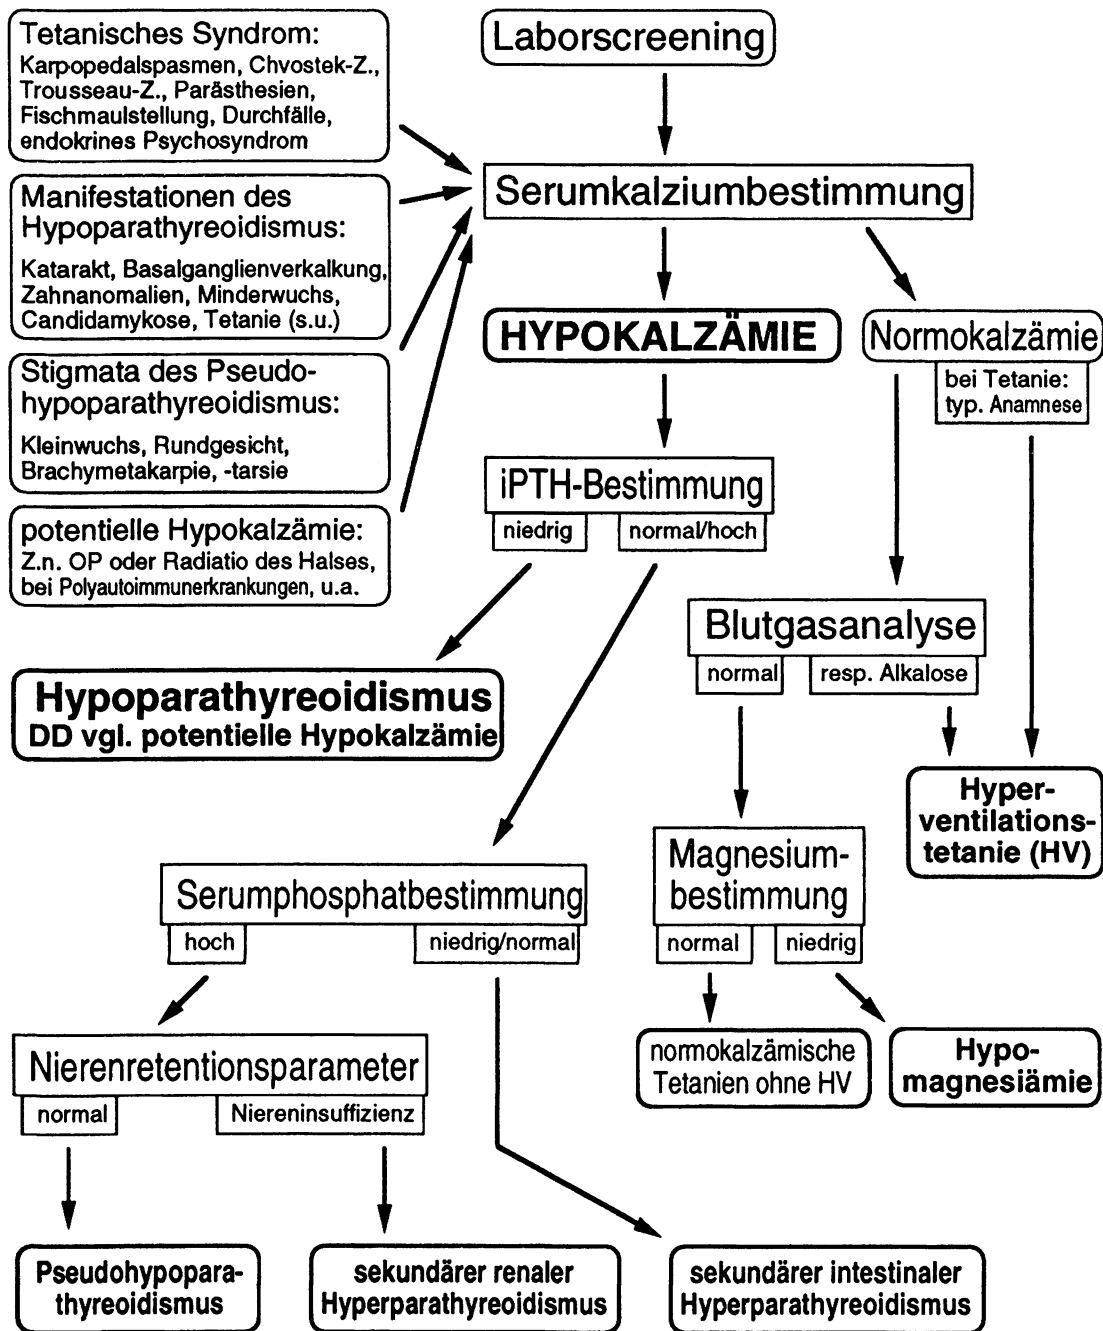 Tetanisches Syndrom:
Karpopedalspasmen, Chvostek-Z.,
Trousseau-Z., Parästhesien,
Fischmaulstellung, Durchfälle,
endokrines Psychosyndrom
Laborscreening
Manifestationen des
Hypoparathyreoidismus:
Katarakt, Basalganglienverkalkung,
Zahnanomalien, Minderwuchs,
Candidamykose, Tetanie (s.u.)
Serumkalziumbestimmung
Stigmata des Pseudo-
hypoparathyreoidismus:
Kleinwuchs, Rundgesicht,
Brachymetakarpie, -tarsie
HYPOKALZÄMIE
Normokalzämie
bei Tetanie:
typ. Anamnese
potentielle Hypokalzämie:
Z.n. OP oder Radiatio des Halses,
bei Polyautoimmunerkrankungen, u.a.
iPTH-Bestimmung
niedrig
normal/hoch
Hypoparathyreoidismus
DD vgl. potentielle Hypokalzämie
Blutgasanalyse
normal
resp. Alkalose
Hyper-
ventilations-
tetanie (HV)
Serumphosphatbestimmung
hoch
niedrig/normal
Magnesium-
bestimmung
normal
niedrig
Nierenretentionsparameter
normal
Niereninsuffizienz
normokalzämische
Tetanien ohne HV
Hypo-
magnesiämie
Pseudohypopara-
thyreoidismus
sekundärer renaler
Hyperparathyreoidismus
sekundärer intestinaler
Hyperparathyreoidismus